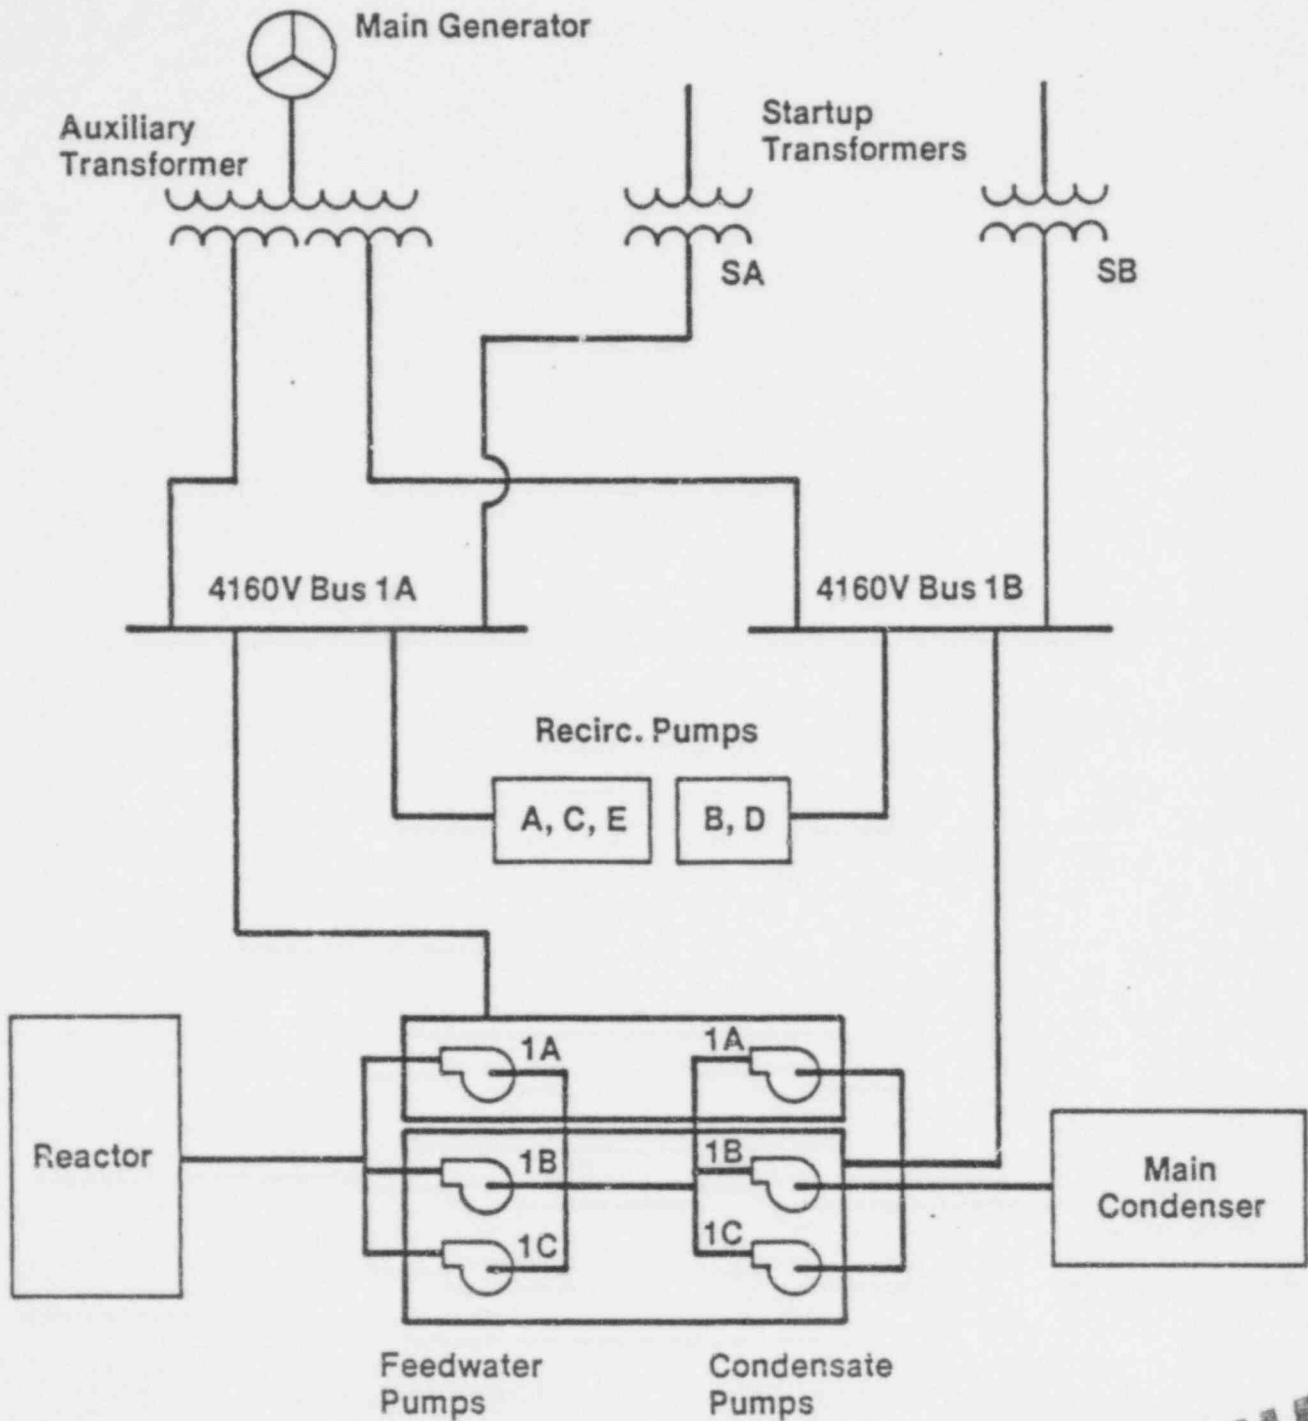 Main Generator
Auxiliary
Transformer
Startup
Transformers
SA
SB
4160V Bus 1A
4160V Bus 1B
Recirc. Pumps
A, C, E
B, D
1A
1A
Reactor
1B
1B
Main
Condenser
1C
1C
Feedwater
Pumps
Condensate
Pumps